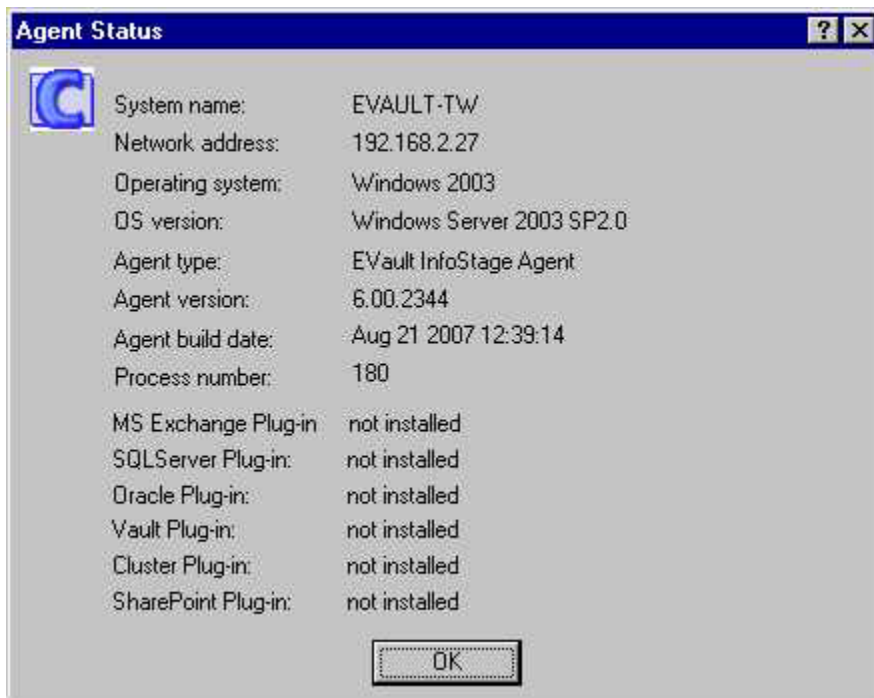 Agent Status
? X
C
System name: EVAULT-TW
Network address: 192.168.2.27
Operating system: Windows 2003
OS version: Windows Server 2003 SP2.0
Agent type: EVault InfoStage Agent
Agent version: 6.00.2344
Agent build date: Aug 21 2007 12:39:14
Process number: 180
MS Exchange Plug-in not installed
SQLServer Plug-in: not installed
Oracle Plug-in: not installed
Vault Plug-in: not installed
Cluster Plug-in: not installed
SharePoint Plug-in: not installed
OK